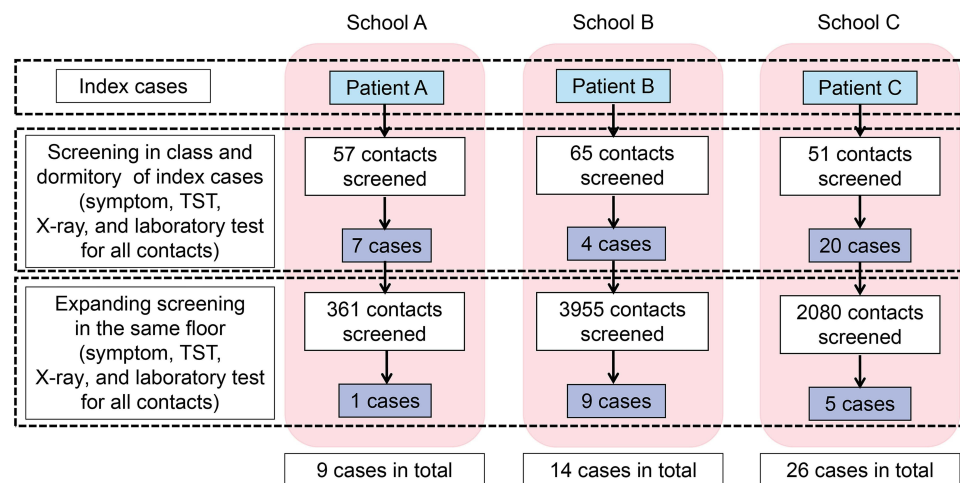 School A
School B
School C
Index cases
Patient A
Patient B
Patient C
Screening in class and
dormitory of index cases
(symptom, TST,
X-ray, and laboratory test
for all contacts)
57 contacts
screened
65 contacts
screened
51 contacts
screened
7 cases
4 cases
20 cases
Expanding screening
in the same floor
(symptom, TST,
X-ray, and laboratory test
for all contacts)
361 contacts
screened
3955 contacts
screened
2080 contacts
screened
1 cases
9 cases
5 cases
9 cases in total
14 cases in total
26 cases in total